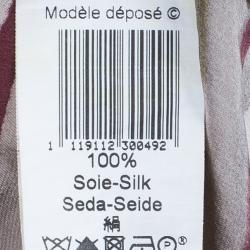 Modèle déposé ©
1 119112 300492
100%
Soie-Silk
Seda-Seide
絹